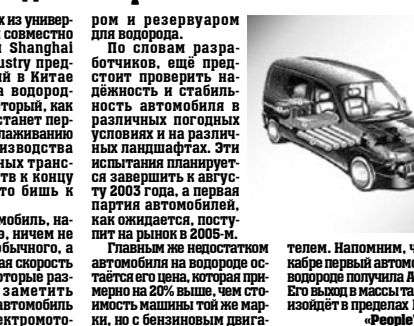 х из универ-
совместно
Shanghai
ustry пред-
й в Китае
а водород-
торый, как
станет пер-
лаживанию
изводства
ных транс-
тв к концу
то бишь к
мобиль, на-
э, ничем не
обычного, а
ая скорость
оторые раз-
заметить
автомобиль
ектромото-
ром и резервуаром
для водорода.
По словам разра-
ботчиков, ещё пред-
стоит проверить на-
дёжность и стабиль-
ность автомобиля в
различных погодных
условиях и на различ-
ных ландшафтах. Эти
испытания планирует-
ся завершить к авгус-
ту 2003 года, а первая
партия автомобилей,
как ожидается, посту-
пит на рынок в 2005-м.
Главным же недостатком
автомобиля на водороде ос-
таётся его цена, которая при-
мерно на 20% выше, чем сто-
имость машины той же мар-
ки, но с бензиновым двига-
телем. Напомним, ч
кабре первый автомо
водороде получила А
Его выход в массы та
изойдёт в пределах
«People